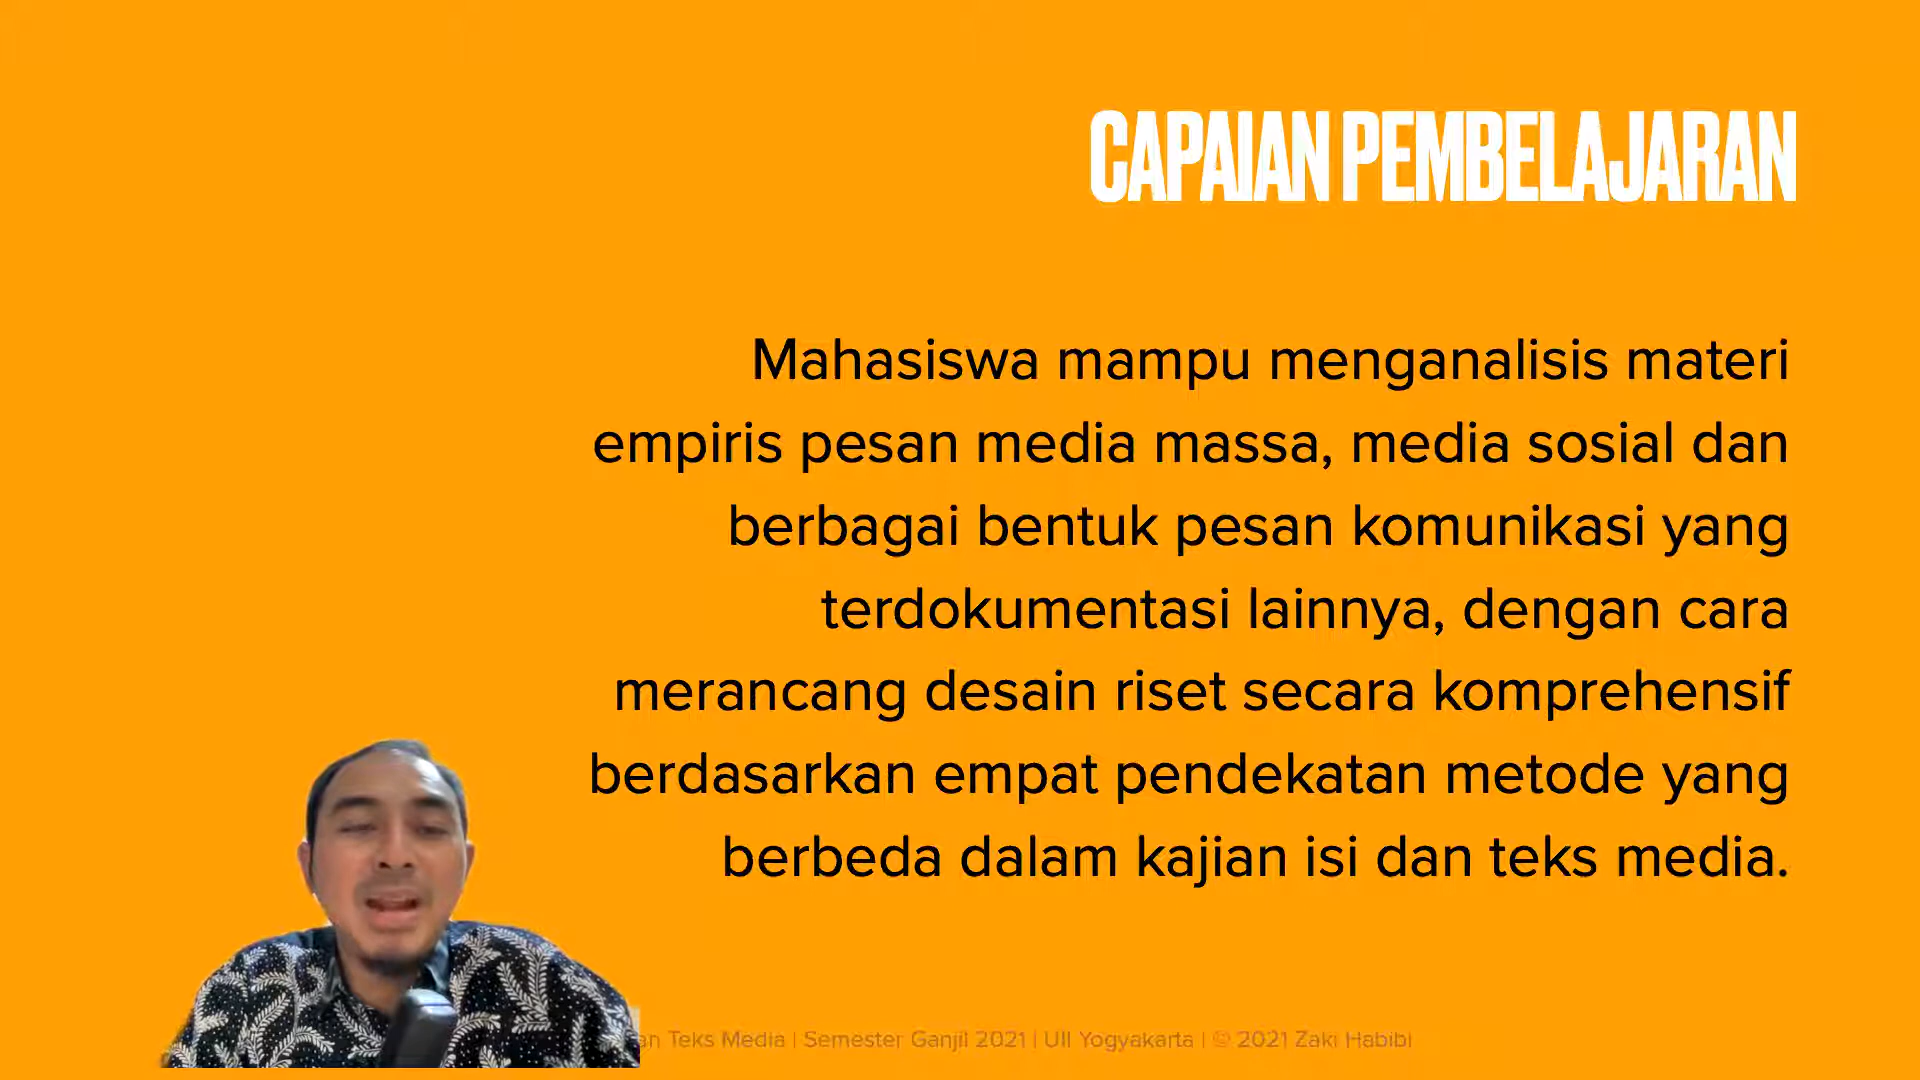 CAPAIAN PEMBELAJARAN
Mahasiswa mampu menganalisis materi
empiris pesan media massa, media sosial dan
berbagai bentuk pesan komunikasi yang
terdokumentasi lainnya, dengan cara
merancang desain riset secara komprehensif
berdasarkan empat pendekatan metode yang
berbeda dalam kajian isi dan teks media.
Teks Media | Semester Ganjil 2021 | UII Yogyakarta | © 2021 Zaki Habibi